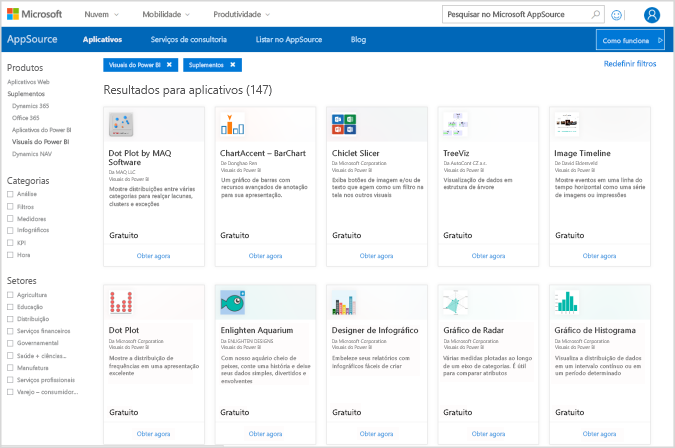 Microsoft
Nuvem
Mobilidade
Produtividade
Pesquisar no Microsoft AppSource
AppSource
Aplicativos
Serviços de consultoria
Listar no AppSource
Blog
Como funciona
Produtos
Aplicativos Web
Suplementos
Dynamics 365
Office 365
Aplicativos do Power BI
Visuais do Power BI
Dynamics NAV
Categorias
Análise
Filtros
Medidores
Infográficos
KPI
Hora
Setores
Agricultura
Educação
Distribuição
Serviços financeiros
Governamental
Saúde + ciências...
Manufatura
Serviços profissionais
Varejo – consumidor...
Visuais do Power BI ✖
Suplementos ✖
Redefinir filtros
Resultados para aplicativos (147)
Dot Plot by MAQ
Software
Da MAQ LLC
Visuais do Power BI
Mostre distribuições entre várias
categorias para realçar lacunas,
clusters e exceções
Gratuito
Obter agora
ChartAccent – BarChart
De Donghao Ren
Visuais do Power BI
Um gráfico de barras com
recursos avançados de anotação
para sua apresentação.
Gratuito
Obter agora
Chiclet Slicer
De Microsoft Corporation.
Visuais do Power BI
Exiba botões de imagem e/ou de
texto que egem como um filtro na
tela nos outros visuais
Gratuito
Obter agora
TreeViz
De AutoCont CZ a.s.
Visuais do Power BI
Visualização de dados em
estrutura de árvore
Gratuito
Obter agora
Image Timeline
De David Eldersveld
Visuais do Power BI
Mostre eventos em uma linha do
tempo horizontal como uma série
de imagens ou impressões
Gratuito
Obter agora
Dot Plot
De Microsoft Corporation.
Visuais do Power BI
Mostre a distribuição de
frequências em uma apresentação
excelente
Gratuito
Obter agora
Enlighten Aquarium
De ENLIGHTEN DESIGNS
Visuais do Power BI
Com nosso aquário cheio de
peixes, conte uma história e deixe
seus dados simples, divertidos e
envolventes
Gratuito
Obter agora
Designer de Infográfico
De Microsoft Corporation
Visuais do Power BI
Embeleze seus relatórios com
infográficos fáceis de criar
Gratuito
Obter agora
Gráfico de Radar
De Microsoft Corporation
Visuais do Power BI
Várias medidas plotadas ao longo
de um eixo de categorias. É útil
para comparar atributos
Gratuito
Obter agora
Gráfico de Histograma
De Microsoft Corporation
Visuais do Power BI
Visualiza a distribuição de dados
em um intervalo contínuo ou em
um período determinado
Gratuito
Obter agora